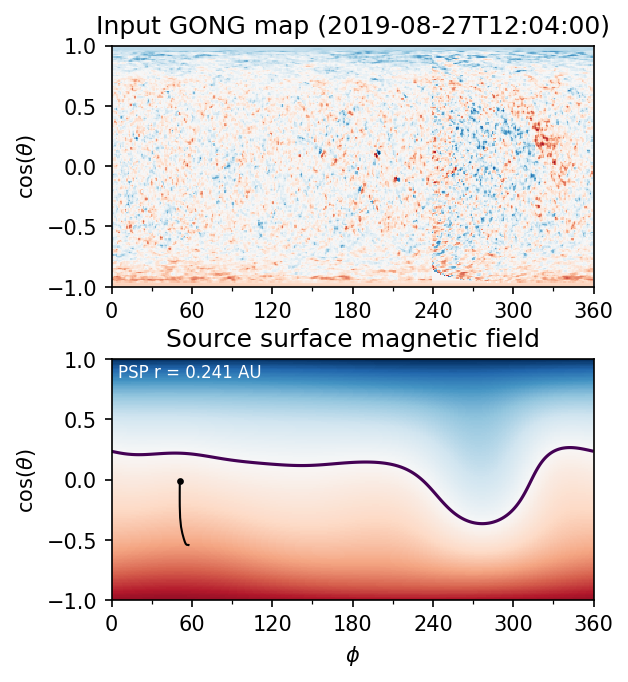 Input GONG map (2019-08-27T12:04:00)
1.0
0.5
0.0
−0.5
−1.0
cos(θ)
0 60 120 180 240 300 360
Source surface magnetic field
PSP r = 0.241 AU
1.0
0.5
0.0
−0.5
−1.0
cos(θ)
0 60 120 180 240 300 360
ϕ